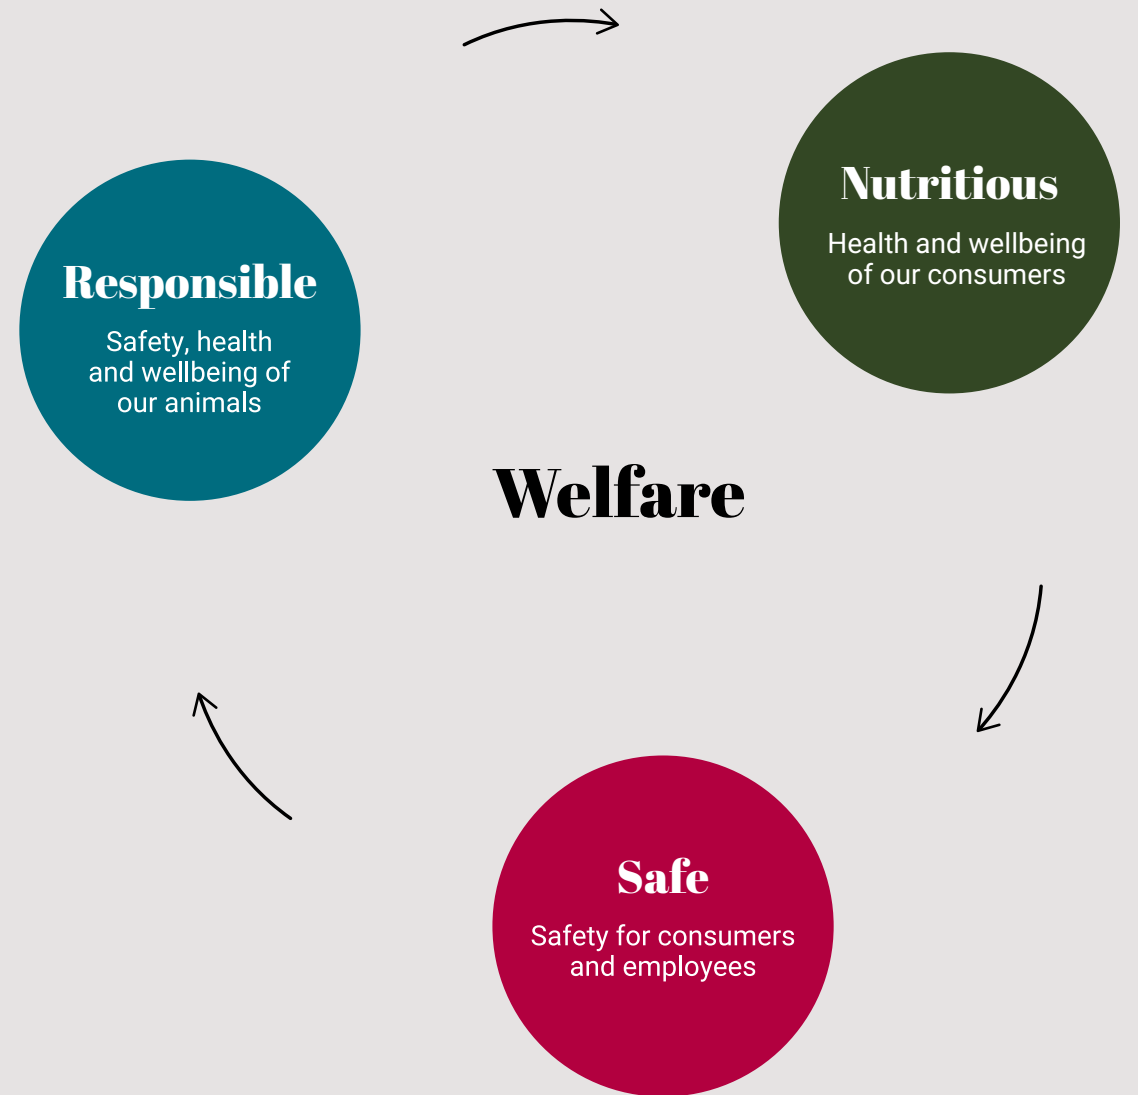 Nutritious
Health and wellbeing
of our consumers
Responsible
Safety, health
and wellbeing of
our animals
Welfare
Safe
Safety for consumers
and employees